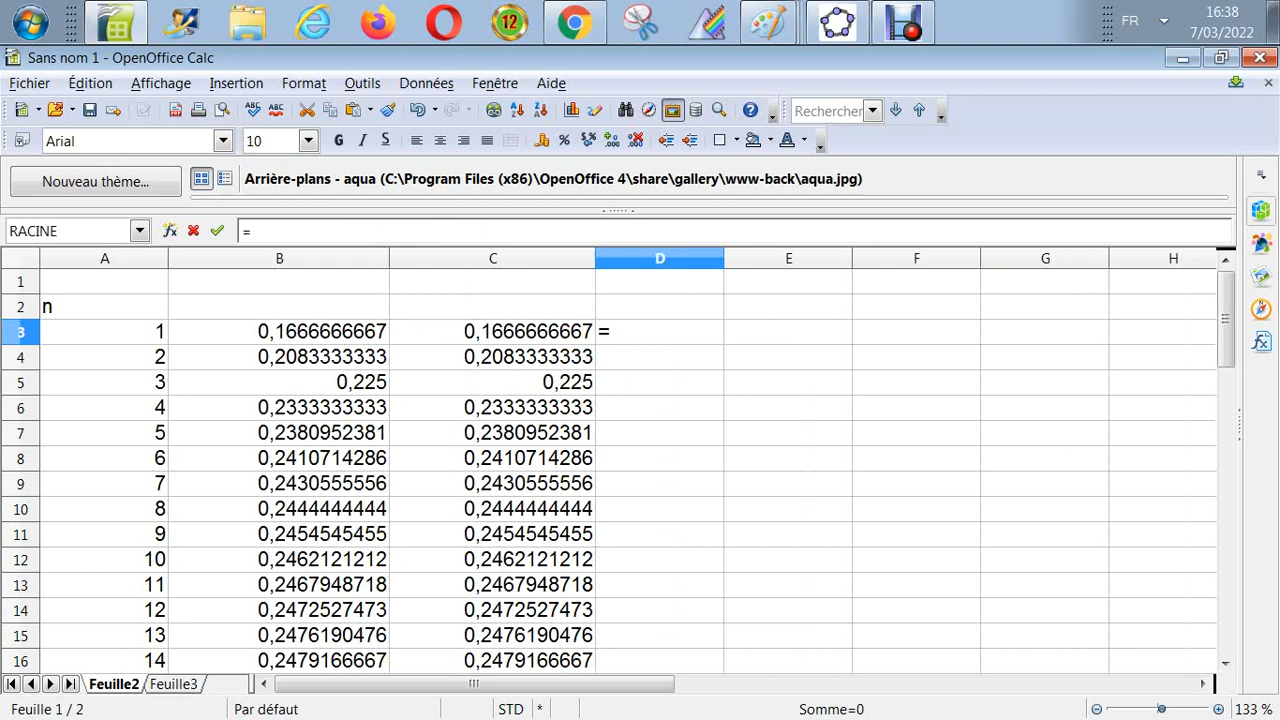 12
FR
16:38
7/03/2022
Sans nom 1 - OpenOffice Calc
Fichier Édition Affichage Insertion Format Outils Données Fenêtre Aide
ABC ABC Rechercher
Arial 10 G I S
Nouveau thème... Arrière-plans - aqua (C:\Program Files (x86)\OpenOffice 4\share\gallery\www-back\aqua.jpg)
RACINE =
A B C D E F G H
1
2 n
3 1 0,1666666667 0,1666666667 =
4 2 0,2083333333 0,2083333333
5 3 0,225 0,225
6 4 0,2333333333 0,2333333333
7 5 0,2380952381 0,2380952381
8 6 0,2410714286 0,2410714286
9 7 0,2430555556 0,2430555556
10 8 0,2444444444 0,2444444444
11 9 0,2454545455 0,2454545455
12 10 0,2462121212 0,2462121212
13 11 0,2467948718 0,2467948718
14 12 0,2472527473 0,2472527473
15 13 0,2476190476 0,2476190476
16 14 0,2479166667 0,2479166667
Feuille2 Feuille3
Feuille 1 / 2 Par défaut STD * Somme=0 133 %